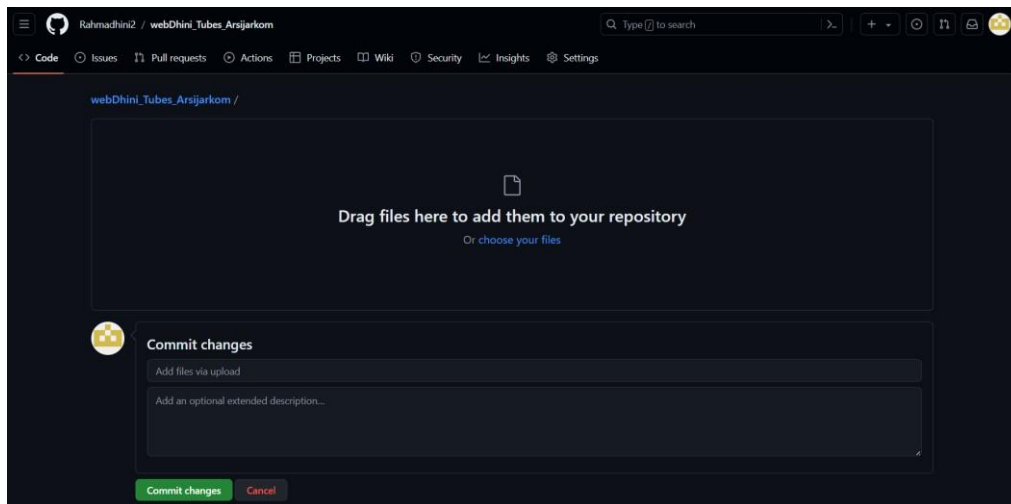 Rahmadhini2 / webDhini_Tubes_Arsijarkom
Type / to search
Code Issues Pull requests Actions Projects Wiki Security Insights Settings
webDhini_Tubes_Arsijarkom /
Drag files here to add them to your repository
Or choose your files
Commit changes
Add files via upload
Add an optional extended description...
Commit changes Cancel